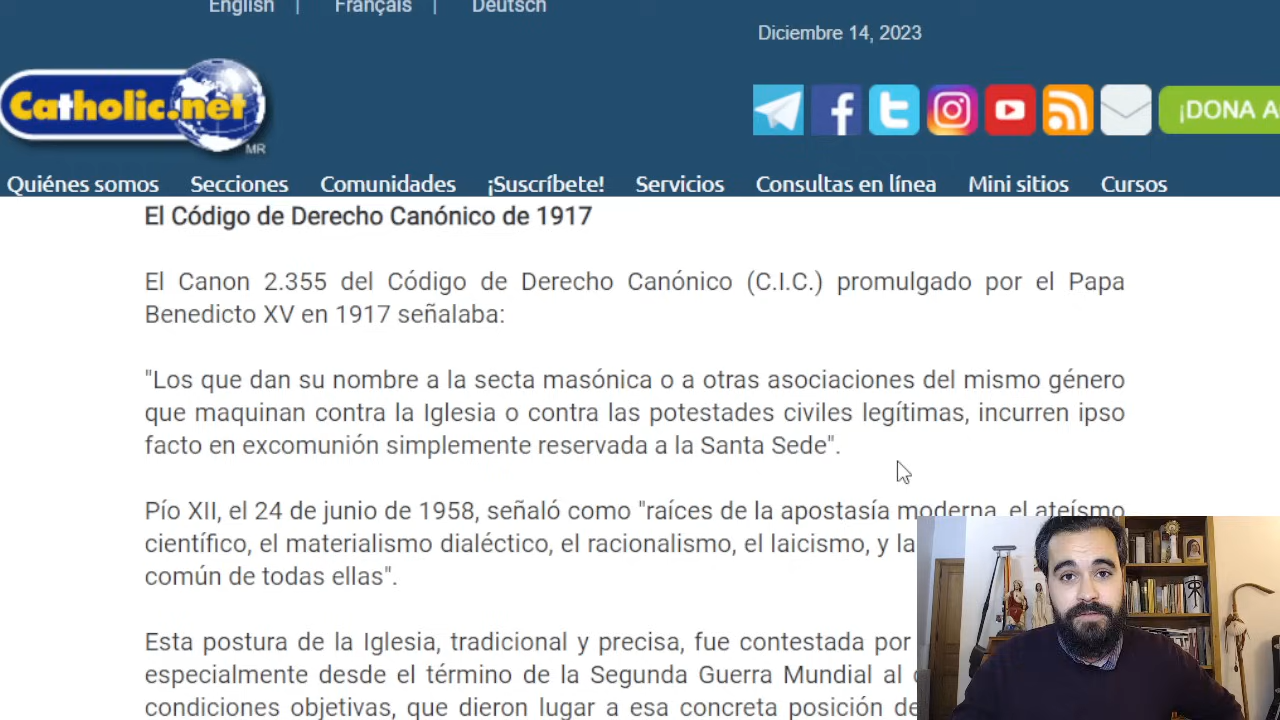 English | Français | Deutsch
Diciembre 14, 2023
Catholic.net
MR
¡DONA A
Quiénes somos Secciones Comunidades ¡Suscríbete! Servicios Consultas en línea Mini sitios Cursos
El Código de Derecho Canónico de 1917
El Canon 2.355 del Código de Derecho Canónico (C.I.C.) promulgado por el Papa
Benedicto XV en 1917 señalaba:
"Los que dan su nombre a la secta masónica o a otras asociaciones del mismo género
que maquinan contra la Iglesia o contra las potestades civiles legítimas, incurren ipso
facto en excomunión simplemente reservada a la Santa Sede".
Pío XII, el 24 de junio de 1958, señaló como "raíces de la apostasía moderna, el ateísmo
científico, el materialismo dialéctico, el racionalismo, el laicismo, y la
común de todas ellas".
Esta postura de la Iglesia, tradicional y precisa, fue contestada por
especialmente desde el término de la Segunda Guerra Mundial al
condiciones objetivas, que dieron lugar a esa concreta posición de